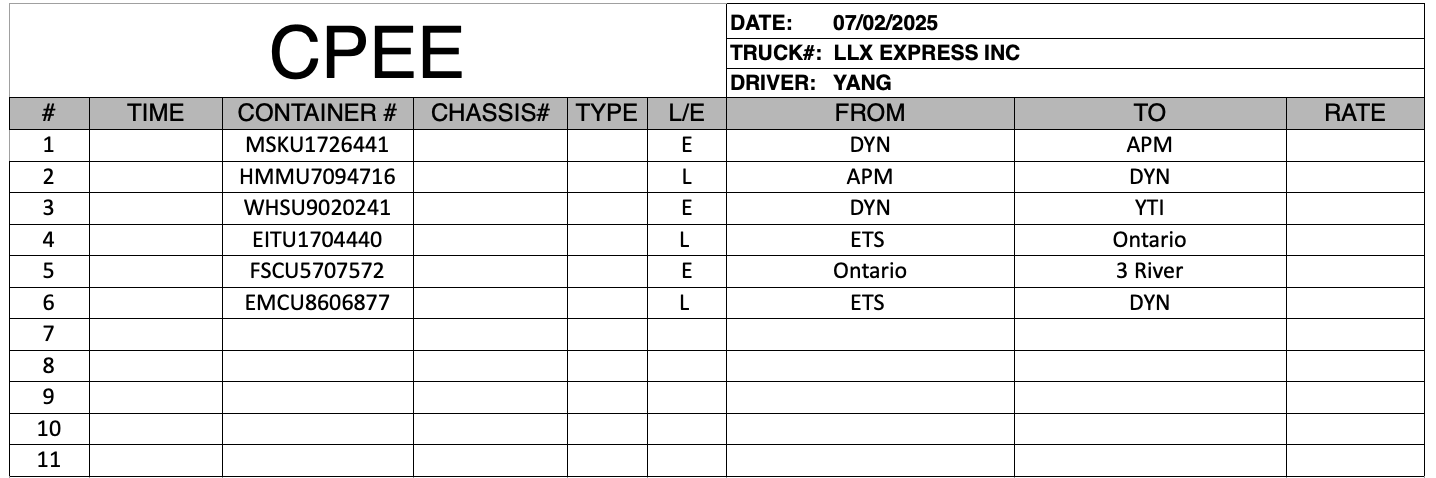 CPEE
DATE: 07/02/2025
TRUCK#: LLX EXPRESS INC
DRIVER: YANG
# TIME CONTAINER # CHASSIS# TYPE L/E FROM TO RATE
1 MSKU1726441 E DYN APM
2 HMMU7094716 L APM DYN
3 WHSU9020241 E DYN YTI
4 EITU1704440 L ETS Ontario
5 FSCU5707572 E Ontario 3 River
6 EMCU8606877 L ETS DYN
7
8
9
10
11